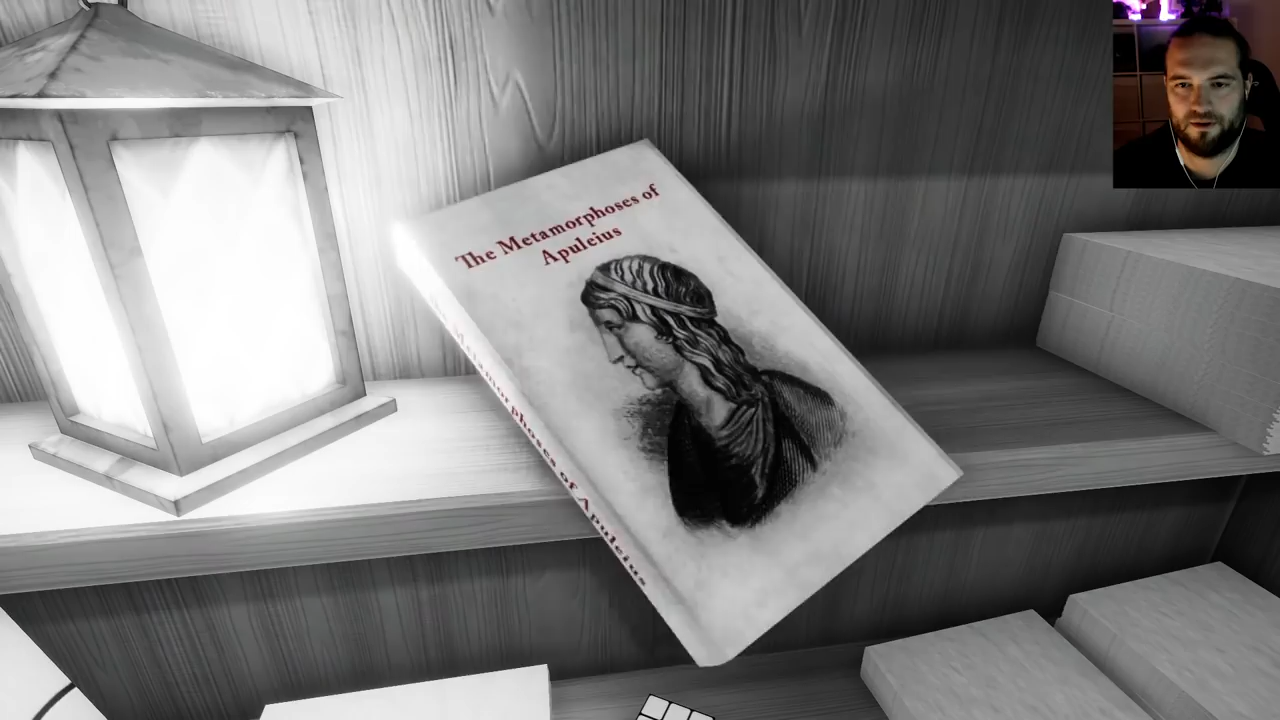 The Metamorphoses of
Apuleius
The Metamorphoses of Apuleius